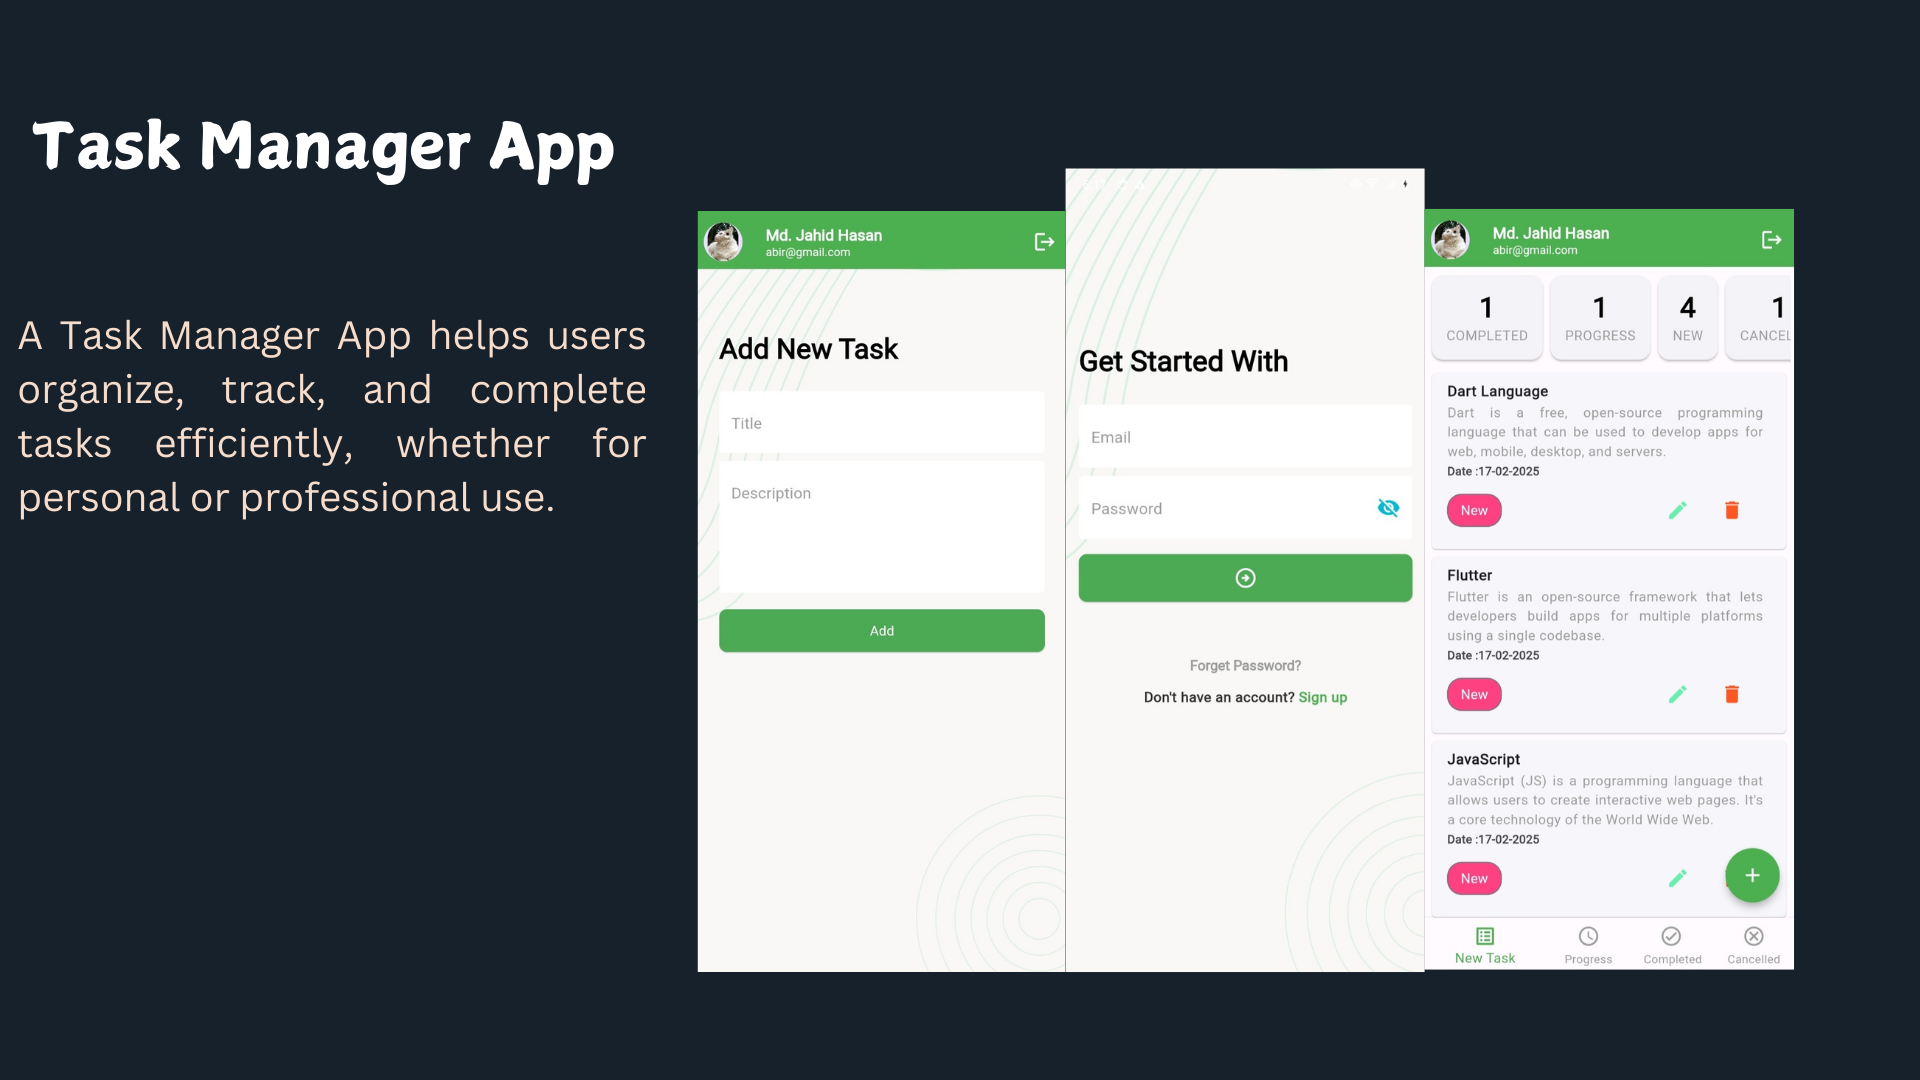 Task Manager App
A Task Manager App helps users
organize, track, and complete
tasks efficiently, whether for
personal or professional use.
Md. Jahid Hasan
abir@gmail.com
Add New Task
Title
Description
Add
Get Started With
Email
Password
Forget Password?
Don't have an account? Sign up
Md. Jahid Hasan
abir@gmail.com
1 1 4 1
COMPLETED PROGRESS NEW CANCEL
Dart Language
Dart is a free, open-source programming
language that can be used to develop apps for
web, mobile, desktop, and servers.
Date :17-02-2025
New
Flutter
Flutter is an open-source framework that lets
developers build apps for multiple platforms
using a single codebase.
Date :17-02-2025
New
JavaScript
JavaScript (JS) is a programming language that
allows users to create interactive web pages. It's
a core technology of the World Wide Web.
Date :17-02-2025
New
New Task Progress Completed Cancelled